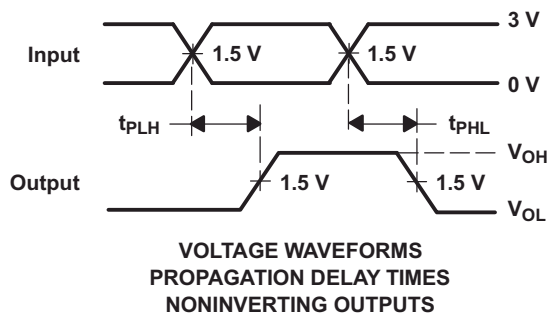 3 V
Input
1.5 V
1.5 V
0 V
tPLH
tPHL
VOH
Output
1.5 V
1.5 V
VOL
VOLTAGE WAVEFORMS
PROPAGATION DELAY TIMES
NONINVERTING OUTPUTS